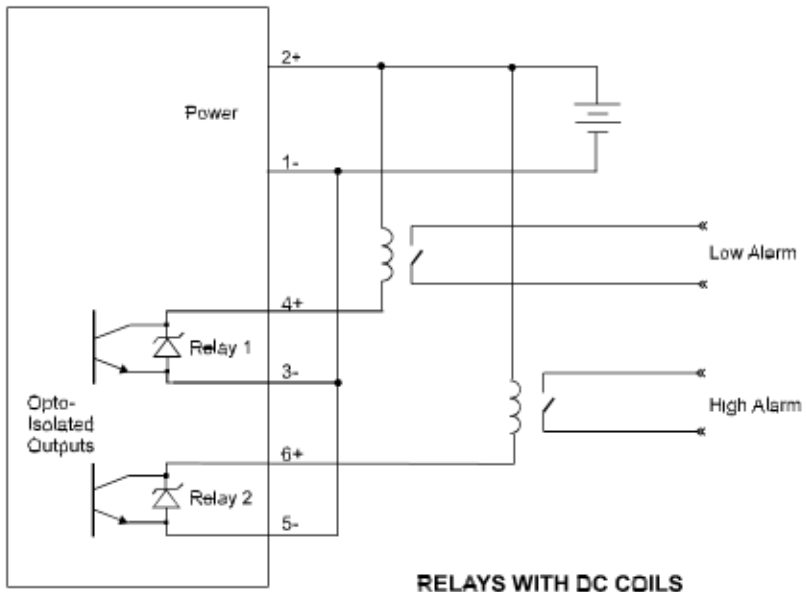 2+
Power
1-
Low Alarm
4+
Relay 1
3-
High Alarm
Opto-
Isolated
Outputs
6+
Relay 2
5-
RELAYS WITH DC COILS